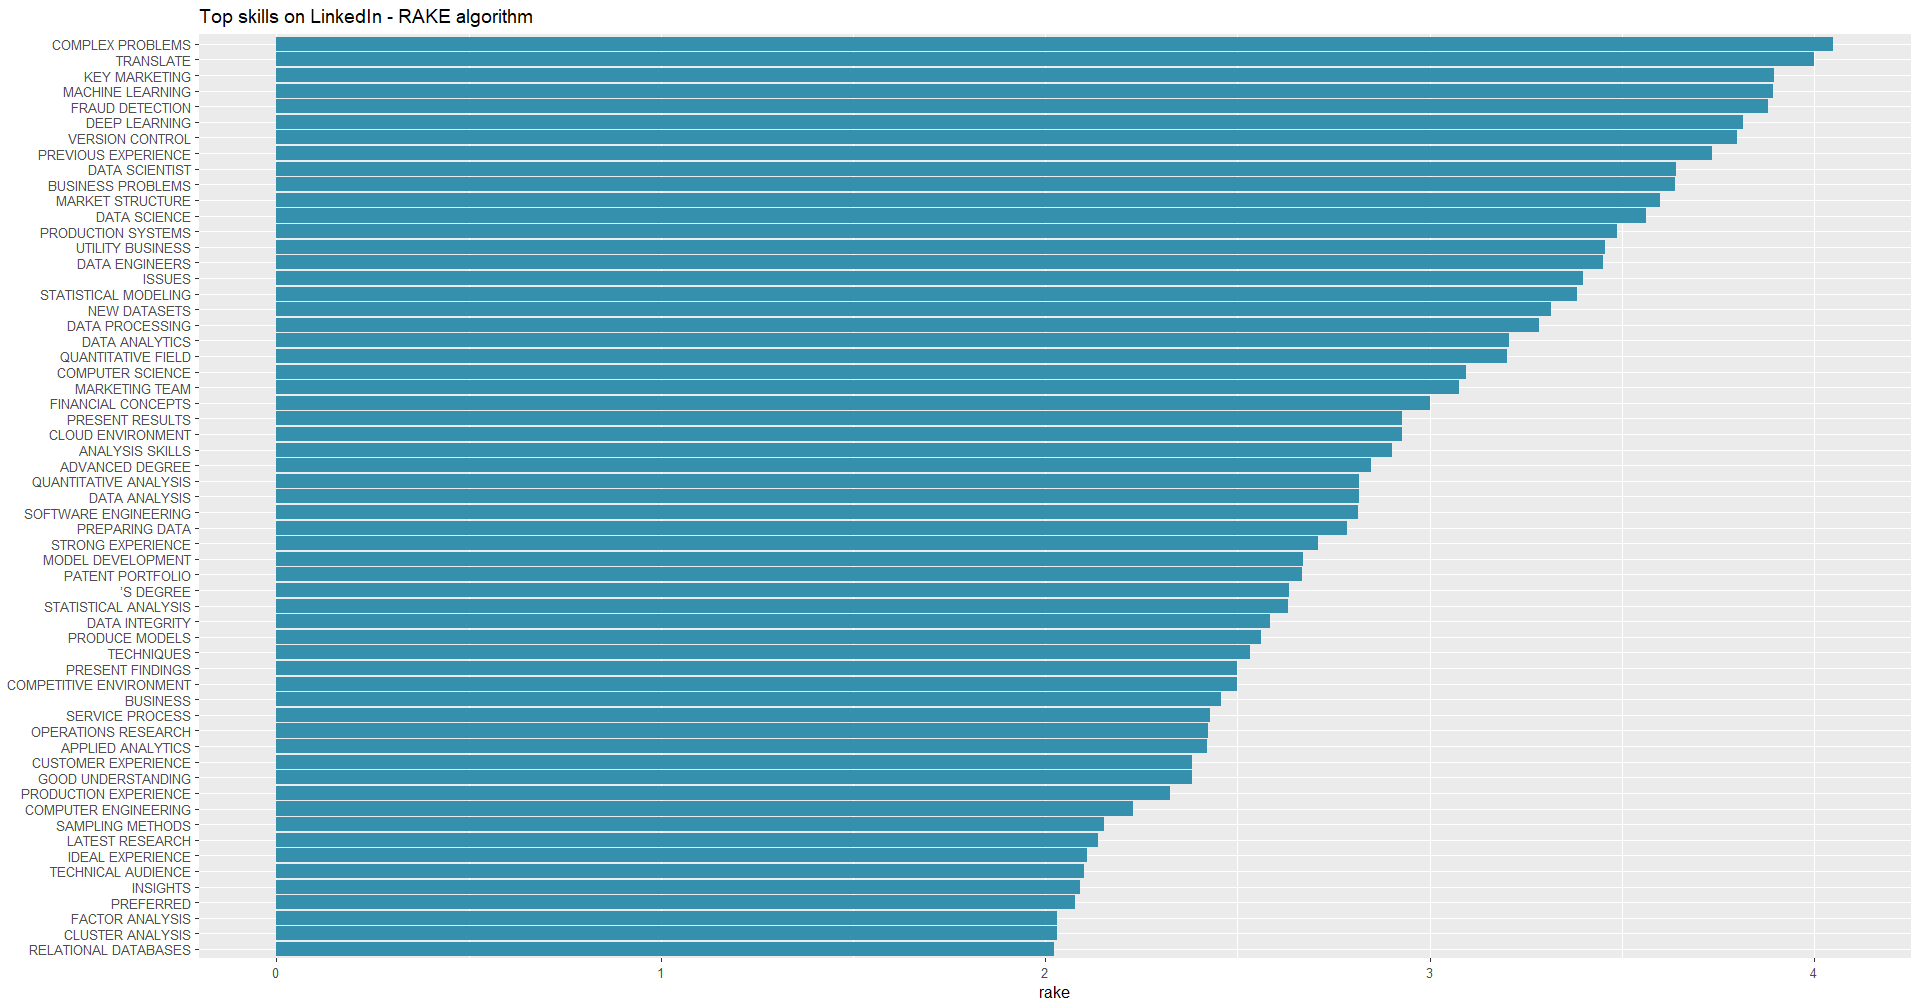 Top skills on LinkedIn - RAKE algorithm
COMPLEX PROBLEMS
TRANSLATE
KEY MARKETING
MACHINE LEARNING
FRAUD DETECTION
DEEP LEARNING
VERSION CONTROL
PREVIOUS EXPERIENCE
DATA SCIENTIST
BUSINESS PROBLEMS
MARKET STRUCTURE
DATA SCIENCE
PRODUCTION SYSTEMS
UTILITY BUSINESS
DATA ENGINEERS
ISSUES
STATISTICAL MODELING
NEW DATASETS
DATA PROCESSING
DATA ANALYTICS
QUANTITATIVE FIELD
COMPUTER SCIENCE
MARKETING TEAM
FINANCIAL CONCEPTS
PRESENT RESULTS
CLOUD ENVIRONMENT
ANALYSIS SKILLS
ADVANCED DEGREE
QUANTITATIVE ANALYSIS
DATA ANALYSIS
SOFTWARE ENGINEERING
PREPARING DATA
STRONG EXPERIENCE
MODEL DEVELOPMENT
PATENT PORTFOLIO
'S DEGREE
STATISTICAL ANALYSIS
DATA INTEGRITY
PRODUCE MODELS
TECHNIQUES
PRESENT FINDINGS
COMPETITIVE ENVIRONMENT
BUSINESS
SERVICE PROCESS
OPERATIONS RESEARCH
APPLIED ANALYTICS
CUSTOMER EXPERIENCE
GOOD UNDERSTANDING
PRODUCTION EXPERIENCE
COMPUTER ENGINEERING
SAMPLING METHODS
LATEST RESEARCH
IDEAL EXPERIENCE
TECHNICAL AUDIENCE
INSIGHTS
PREFERRED
FACTOR ANALYSIS
CLUSTER ANALYSIS
RELATIONAL DATABASES
0 1 2 3 4
rake